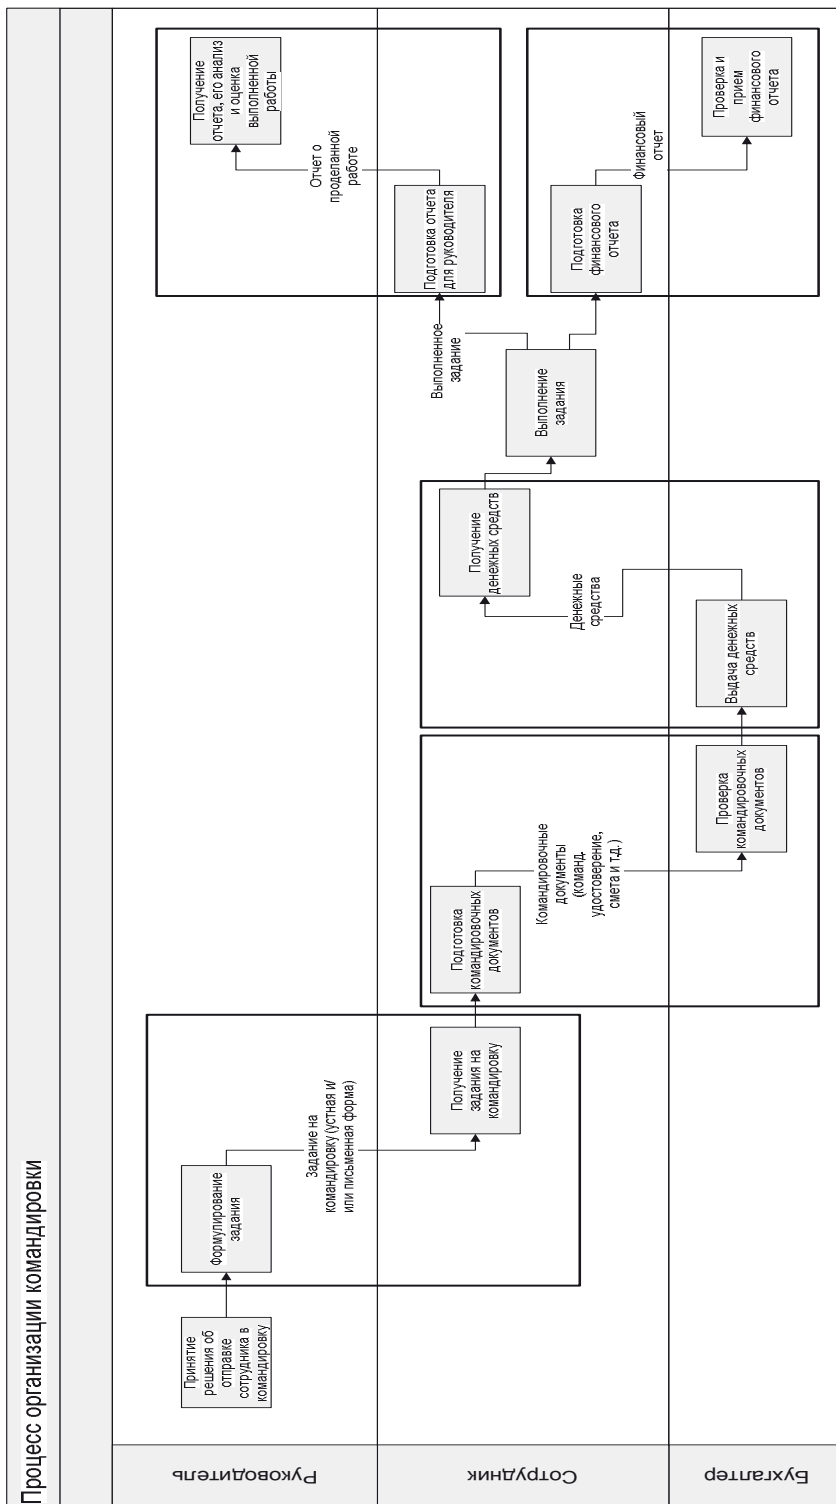 Процесс организации командировки
Руководитель
Принятие
решения об
отправке
сотрудника в
командировку
Формулирование
задания
Задание на
командировку (устная и/
или письменная форма)
Отчет о
проделанной
работе
Получение
отчета, его анализ
и оценка
выполненной
работы
Сотрудник
Получение
задания на
командировку
Подготовка
командировочных
документов
Командировочные
документы
(команд.
удостоверение,
смета и т.д.)
Денежные
средства
Получение
денежных средств
Выполнение
задания
Выполненное
задание
Подготовка отчета
для руководителя
Подготовка
финансового
отчета
Финансовый
отчет
Бухгалтер
Проверка
командировочных
документов
Выдача денежных
средств
Проверка и
прием
финансового
отчета